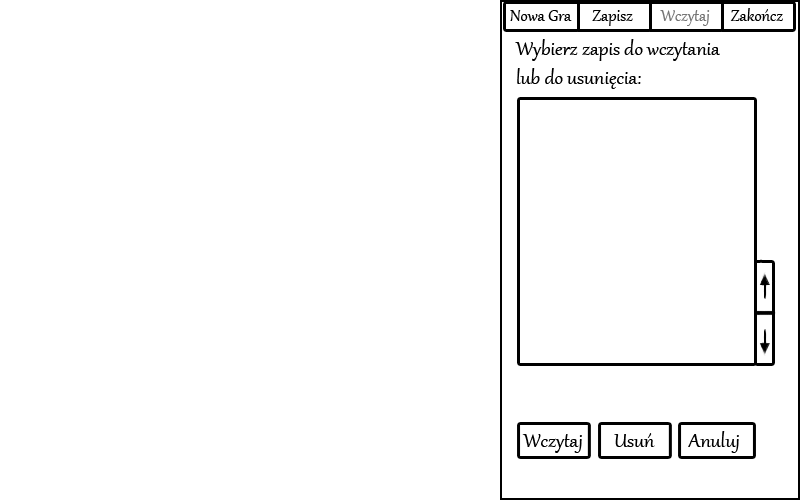 Nowa Gra Zapisz Wczytaj Zakończ
Wybierz zapis do wczytania
lub do usunięcia:
Wczytaj Usuń Anuluj